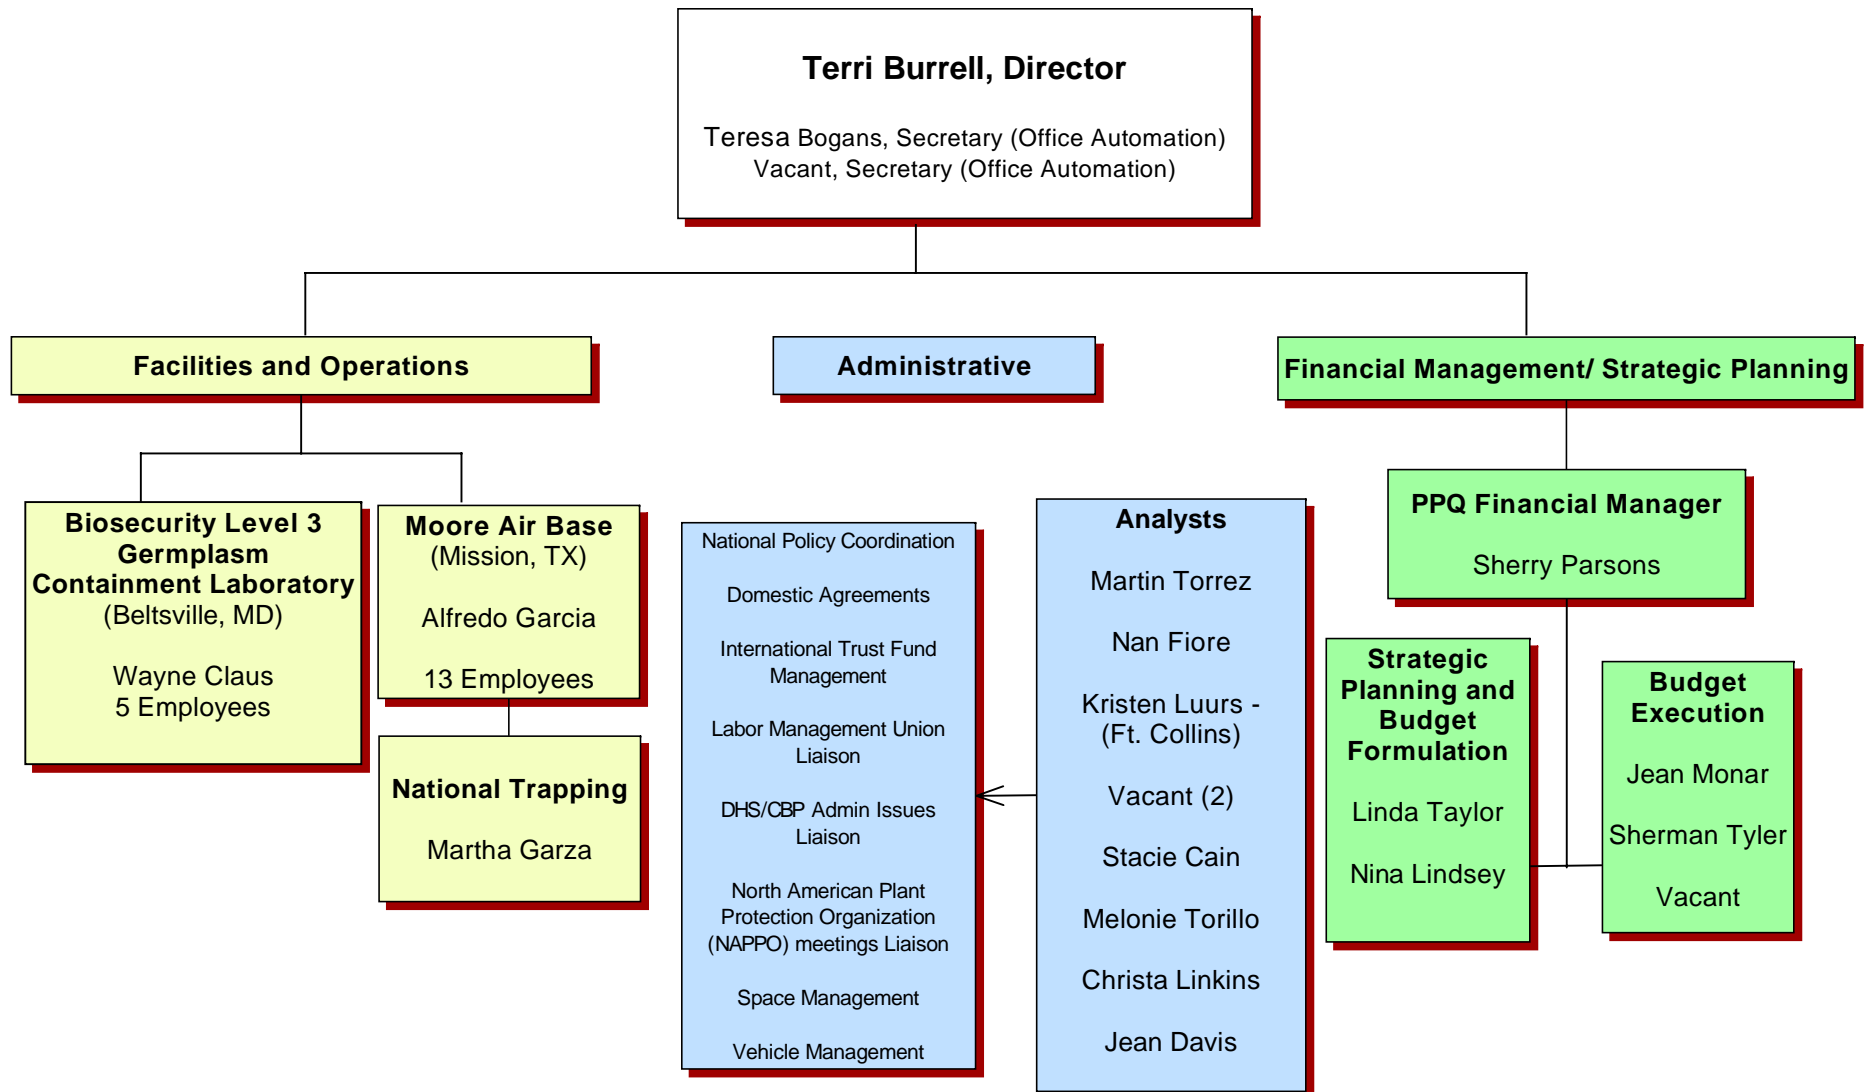 Terri Burrell, Director
Teresa Bogans, Secretary (Office Automation)
Vacant, Secretary (Office Automation)
Facilities and Operations
Administrative
Financial Management/ Strategic Planning
Biosecurity Level 3
Germplasm
Containment Laboratory
(Beltsville, MD)
Wayne Claus
5 Employees
Moore Air Base
(Mission, TX)
Alfredo Garcia
13 Employees
National Trapping
Martha Garza
National Policy Coordination
Domestic Agreements
International Trust Fund
Management
Labor Management Union
Liaison
DHS/CBP Admin Issues
Liaison
North American Plant
Protection Organization
(NAPPO) meetings Liaison
Space Management
Vehicle Management
Analysts
Martin Torrez
Nan Fiore
Kristen Luurs -
(Ft. Collins)
Vacant (2)
Stacie Cain
Melonie Torillo
Christa Linkins
Jean Davis
PPQ Financial Manager
Sherry Parsons
Strategic
Planning and
Budget
Formulation
Linda Taylor
Nina Lindsey
Budget
Execution
Jean Monar
Sherman Tyler
Vacant